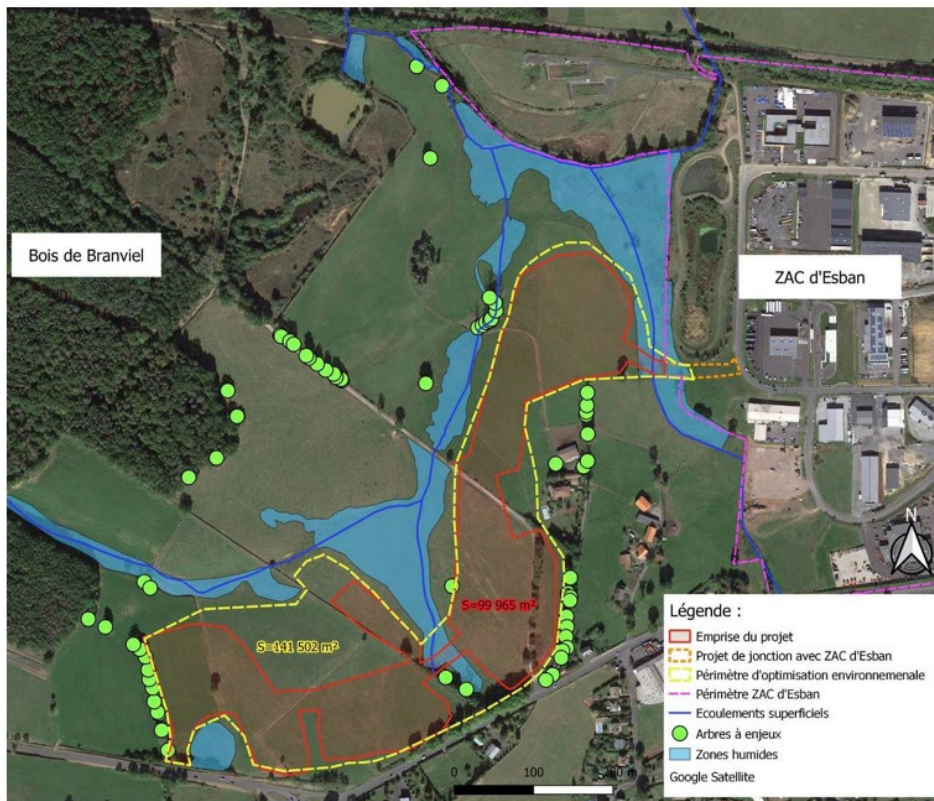 Bois de Branviel
ZAC d'Esban
S=99 965 m²
S=141 502 m²
N
Légende :
Emprise du projet
Projet de jonction avec ZAC d'Esban
Périmètre d'optimisation environnemenale
Périmètre ZAC d'Esban
Ecoulements superficiels
Arbres à enjeux
Zones humides
Google Satellite
0 100 200 m